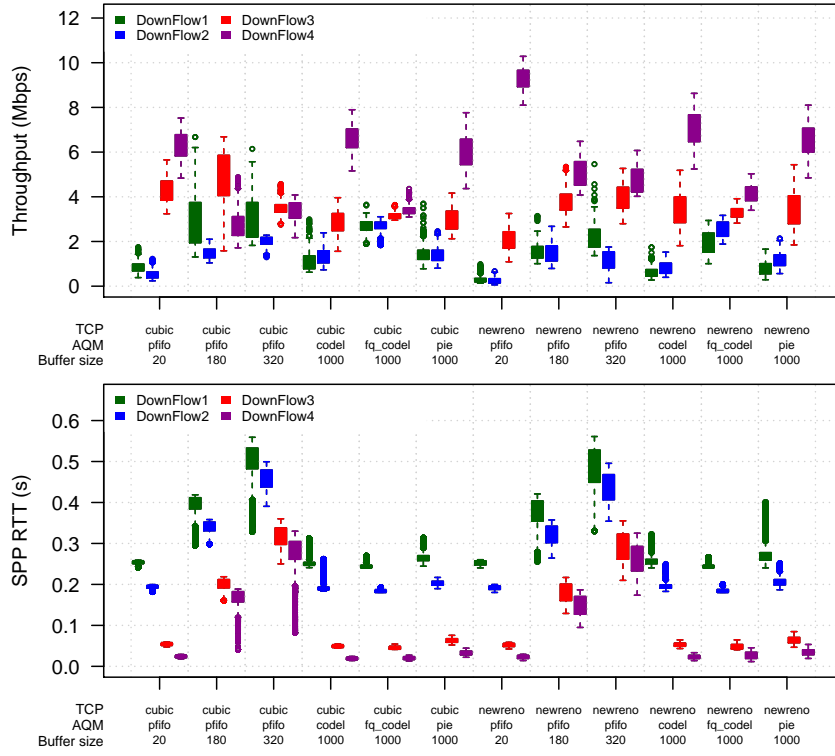 DownFlow1 DownFlow3
DownFlow2 DownFlow4
Throughput (Mbps)
12
10
8
6
4
2
0
TCP cubic cubic cubic cubic cubic cubic newreno newreno newreno newreno newreno newreno
AQM pfifo pfifo pfifo codel fq_codel pie pfifo pfifo pfifo codel fq_codel pie
Buffer size 20 180 320 1000 1000 1000 20 180 320 1000 1000 1000
DownFlow1 DownFlow3
DownFlow2 DownFlow4
SPP RTT (s)
0.6
0.5
0.4
0.3
0.2
0.1
0.0
TCP cubic cubic cubic cubic cubic cubic newreno newreno newreno newreno newreno newreno
AQM pfifo pfifo pfifo codel fq_codel pie pfifo pfifo pfifo codel fq_codel pie
Buffer size 20 180 320 1000 1000 1000 20 180 320 1000 1000 1000